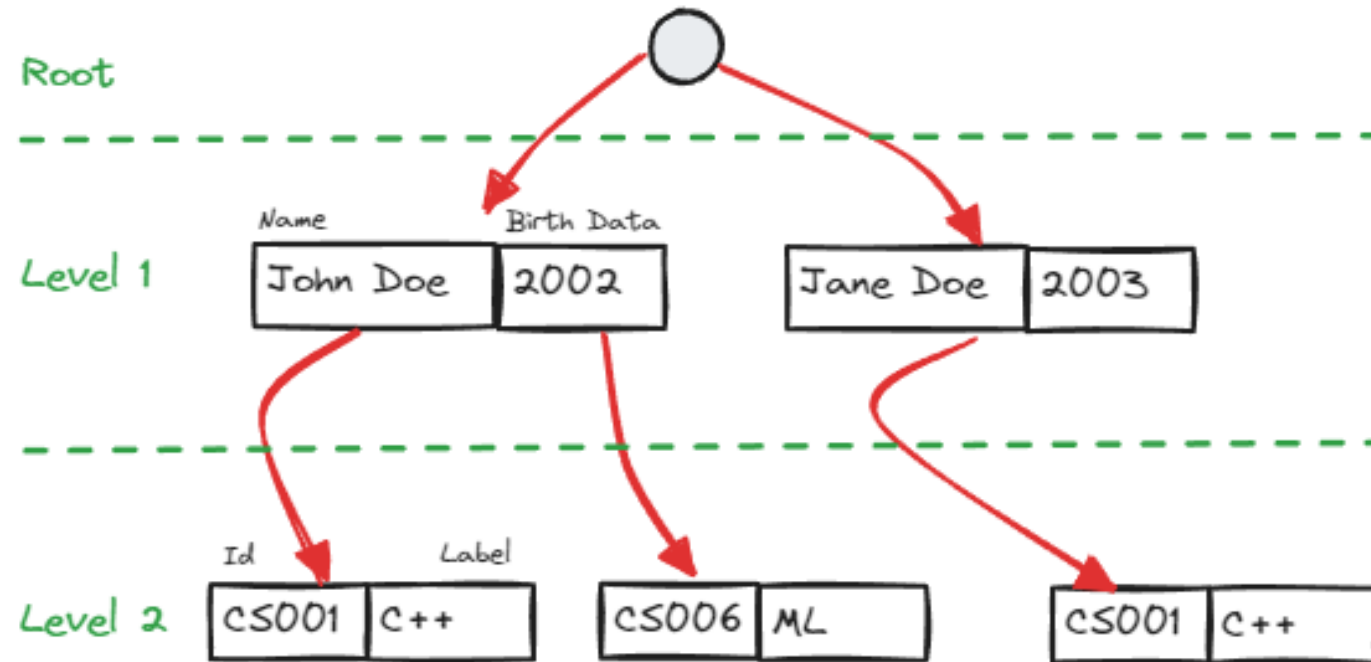 Root
Name Birth Data
Level 1 John Doe 2002 Jane Doe 2003
Id Label
Level 2 CS001 C++ CS006 ML CS001 C++